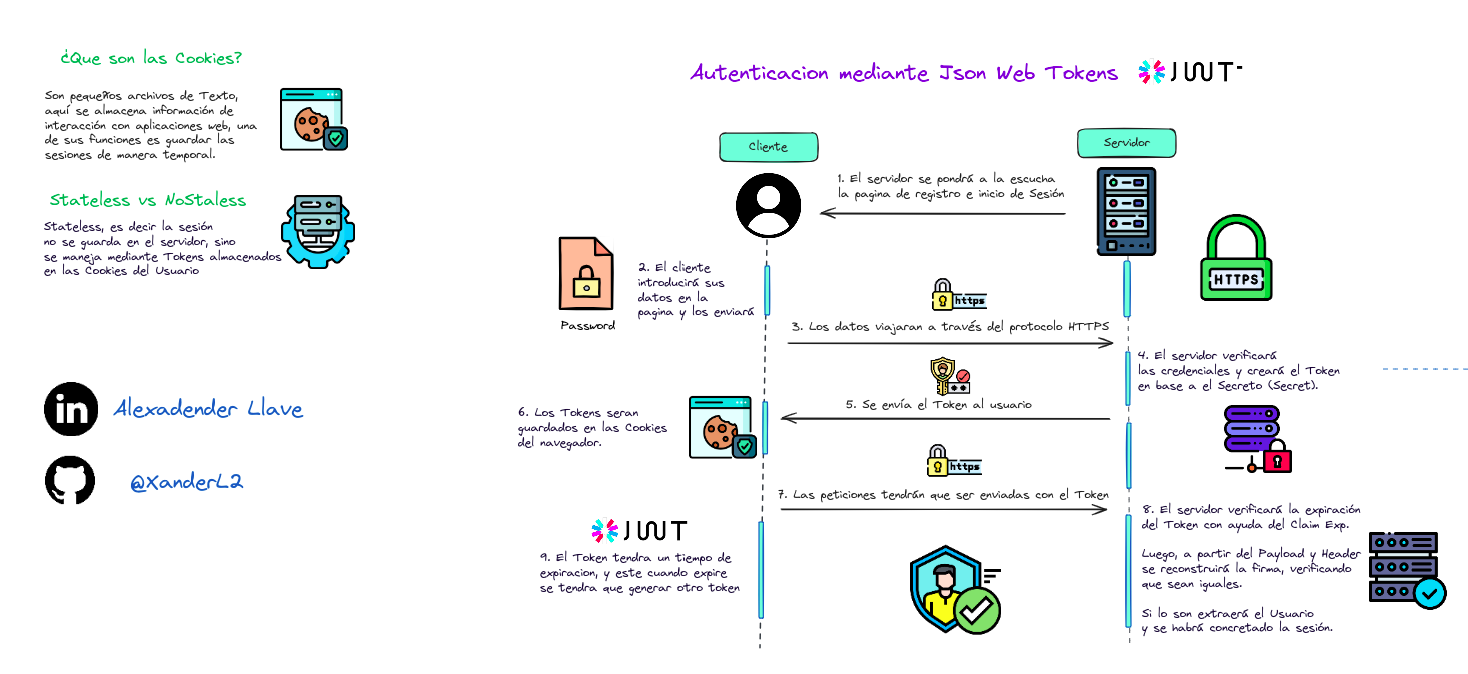 ¿Que son las Cookies?
Son pequeños archivos de Texto,
aquí se almacena información de
interacción con aplicaciones web, una
de sus funciones es guardar las
sesiones de manera temporal.
Stateless vs NoStaless
Stateless, es decir la sesión
no se guarda en el servidor, sino
se maneja mediante Tokens almacenados
en las Cookies del Usuario
in
Alexadender Llave
@XanderL2
Autenticacion mediante Json Web Tokens
JWT
Cliente
Servidor
1. El servidor se pondrá a la escucha
la pagina de registro e inicio de Sesión
HTTPS
Password
2. El cliente
introducirá sus
datos en la
pagina y los enviará
https
3. Los datos viajaran a través del protocolo HTTPS
4. El servidor verificará
las credenciales y creará el Token
en base a el Secreto (Secret).
5. Se envía el Token al usuario
6. Los Tokens seran
guardados en las Cookies
del navegador.
https
7. Las peticiones tendrán que ser enviadas con el Token
8. El servidor verificará la expiración
del Token con ayuda del Claim Exp.
Luego, a partir del Payload y Header
se reconstruirá la firma, verificando
que sean iguales.
Si lo son extraerá el Usuario
y se habrá concretado la sesión.
JWT
9. El Token tendra un tiempo de
expiracion, y este cuando expire
se tendra que generar otro token